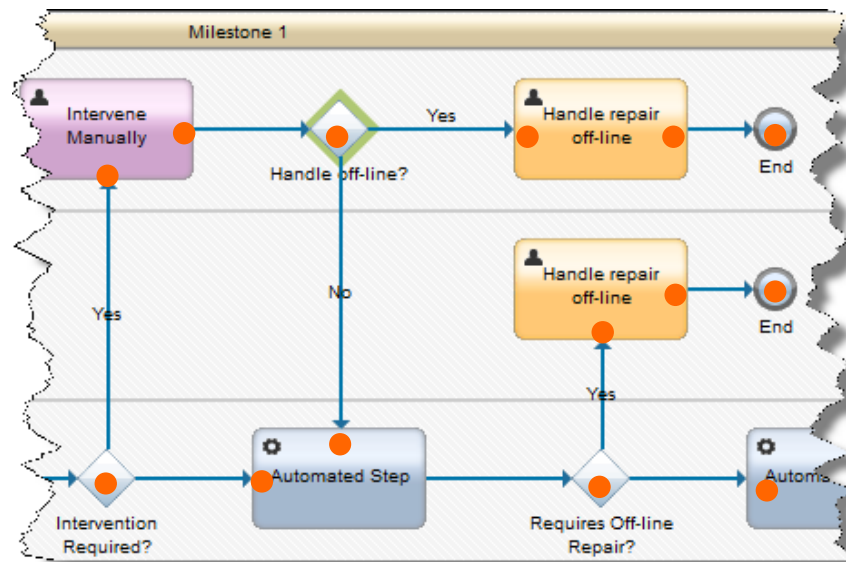 Milestone 1
Intervene
Manually
Handle off-line?
Yes
Handle repair
off-line
End
Yes
No
Handle repair
off-line
End
Yes
Intervention
Required?
Automated Step
Requires Off-line
Repair?